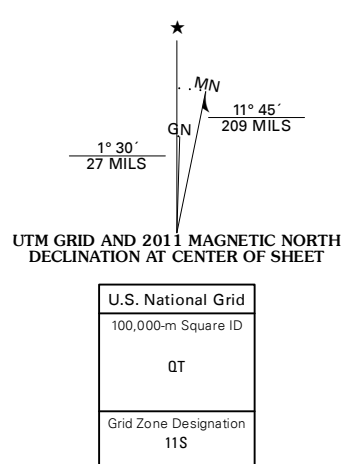 ★
MN
11° 45´
209 MILS
GN
1° 30´
27 MILS
UTM GRID AND 2011 MAGNETIC NORTH
DECLINATION AT CENTER OF SHEET
U.S. National Grid
100,000-m Square ID
QT
Grid Zone Designation
11S